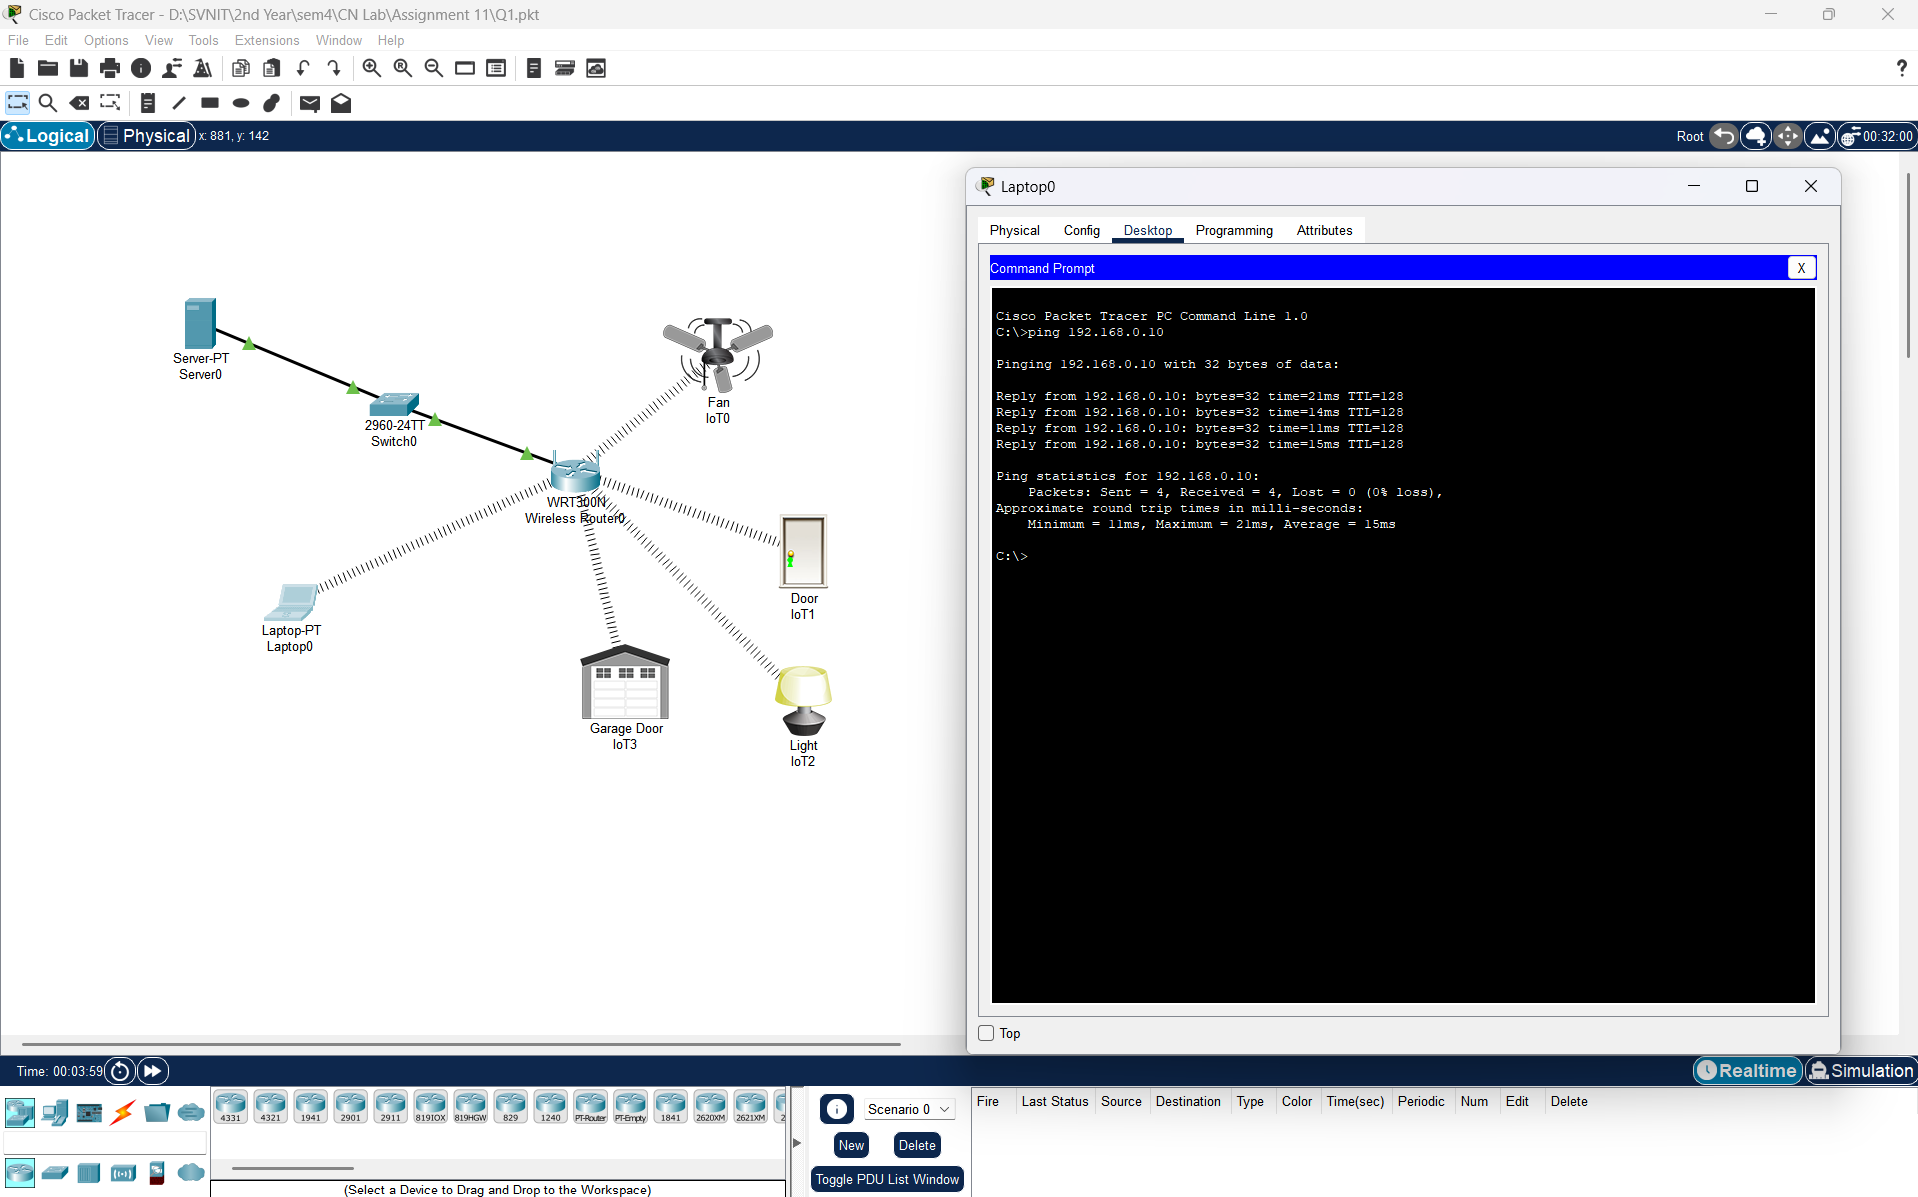 Cisco Packet Tracer - D:\SVNIT\2nd Year\sem4\CN Lab\Assignment 11\Q1.pkt
File Edit Options View Tools Extensions Window Help
?
Logical Physical x: 881, y: 142 Root 00:32:00
Server-PT
Server0
2960-24TT
Switch0
Fan
IoT0
WRT300N
Wireless Router0
Door
IoT1
Laptop-PT
Laptop0
Garage Door
IoT3
Light
IoT2
Laptop0
Physical Config Desktop Programming Attributes
Command Prompt X
Cisco Packet Tracer PC Command Line 1.0
C:\>ping 192.168.0.10
Pinging 192.168.0.10 with 32 bytes of data:
Reply from 192.168.0.10: bytes=32 time=21ms TTL=128
Reply from 192.168.0.10: bytes=32 time=14ms TTL=128
Reply from 192.168.0.10: bytes=32 time=11ms TTL=128
Reply from 192.168.0.10: bytes=32 time=15ms TTL=128
Ping statistics for 192.168.0.10:
Packets: Sent = 4, Received = 4, Lost = 0 (0% loss),
Approximate round trip times in milli-seconds:
Minimum = 11ms, Maximum = 21ms, Average = 15ms
C:\>
Top
Time: 00:03:59 Realtime Simulation
4331 4321 1941 2901 2911 819IOX 819HGW 829 1240 PT-Router PT-Empty 1841 2620XM 2621XM 2
(Select a Device to Drag and Drop to the Workspace)
Scenario 0
New Delete
Toggle PDU List Window
Fire Last Status Source Destination Type Color Time(sec) Periodic Num Edit Delete